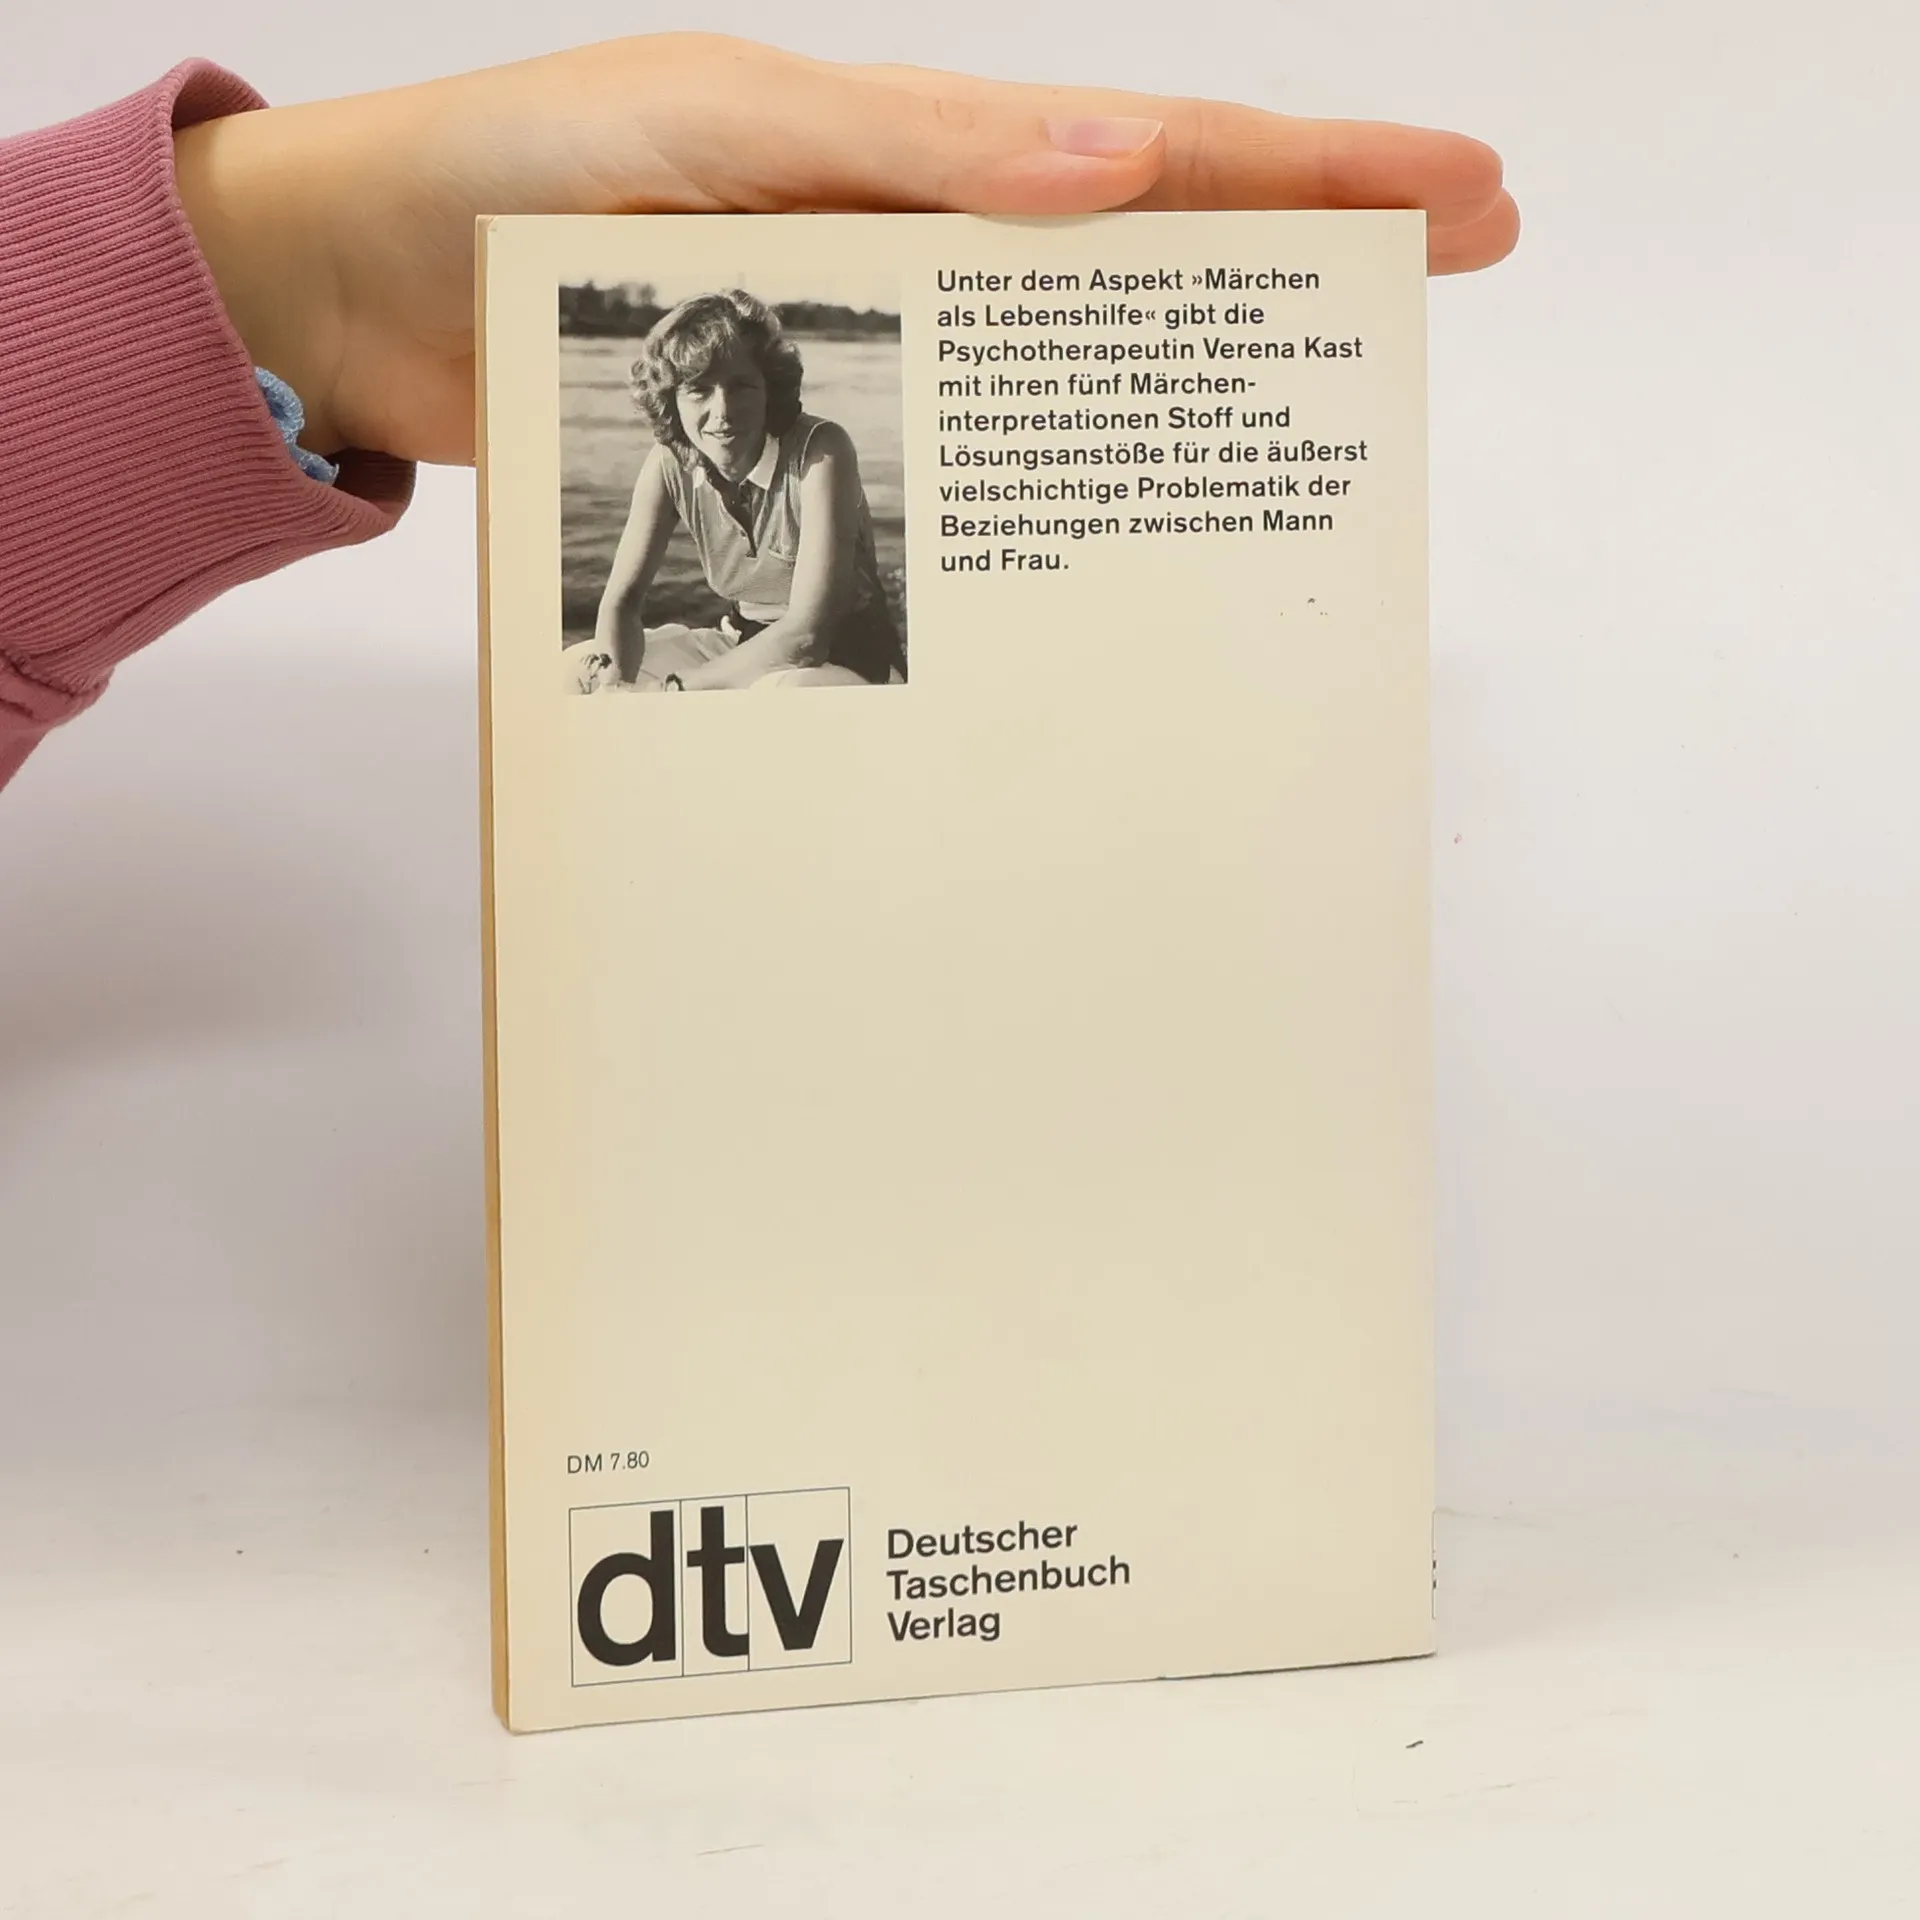 Unter dem Aspekt »Märchen
als Lebenshilfe« gibt die
Psychotherapeutin Verena Kast
mit ihren fünf Märchen-
interpretationen Stoff und
Lösungsanstöße für die äußerst
vielschichtige Problematik der
Beziehungen zwischen Mann
und Frau.
DM 7.80
dtv
Deutscher
Taschenbuch
Verlag